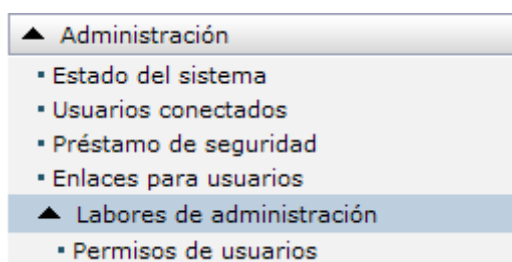 Administración
Estado del sistema
Usuarios conectados
Préstamo de seguridad
Enlaces para usuarios
Labores de administración
Permisos de usuarios